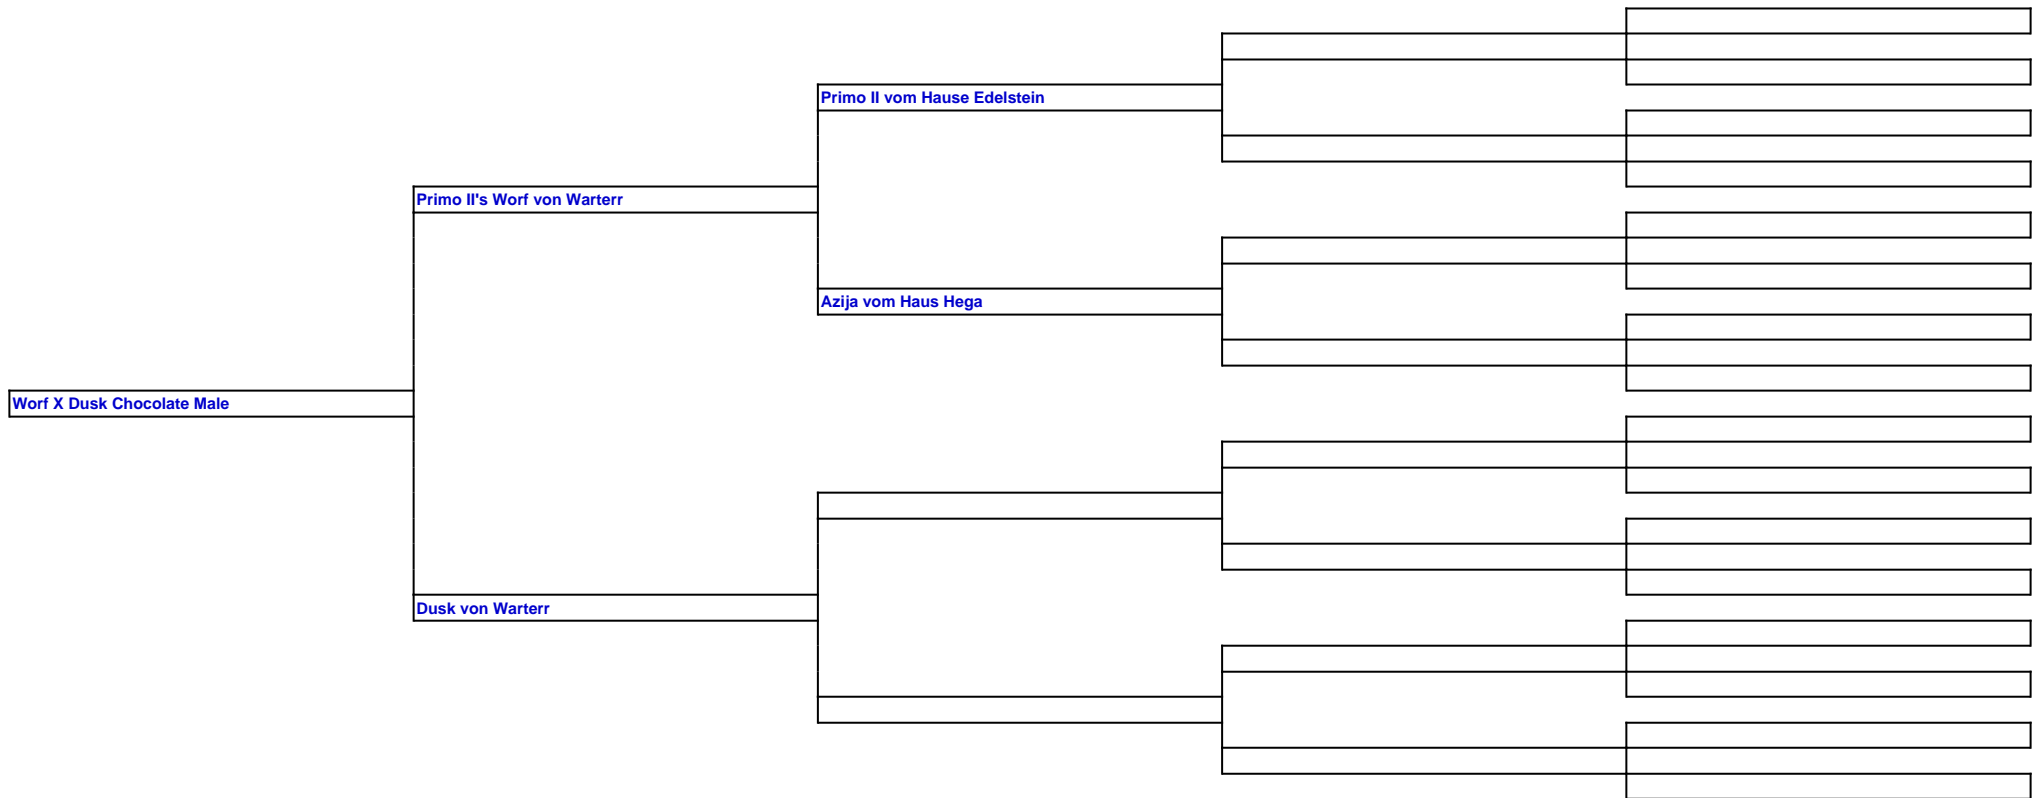 Primo II vom Hause Edelstein
Primo II's Worf von Warterr
Azija vom Haus Hega
Worf X Dusk Chocolate Male
Dusk von Warterr